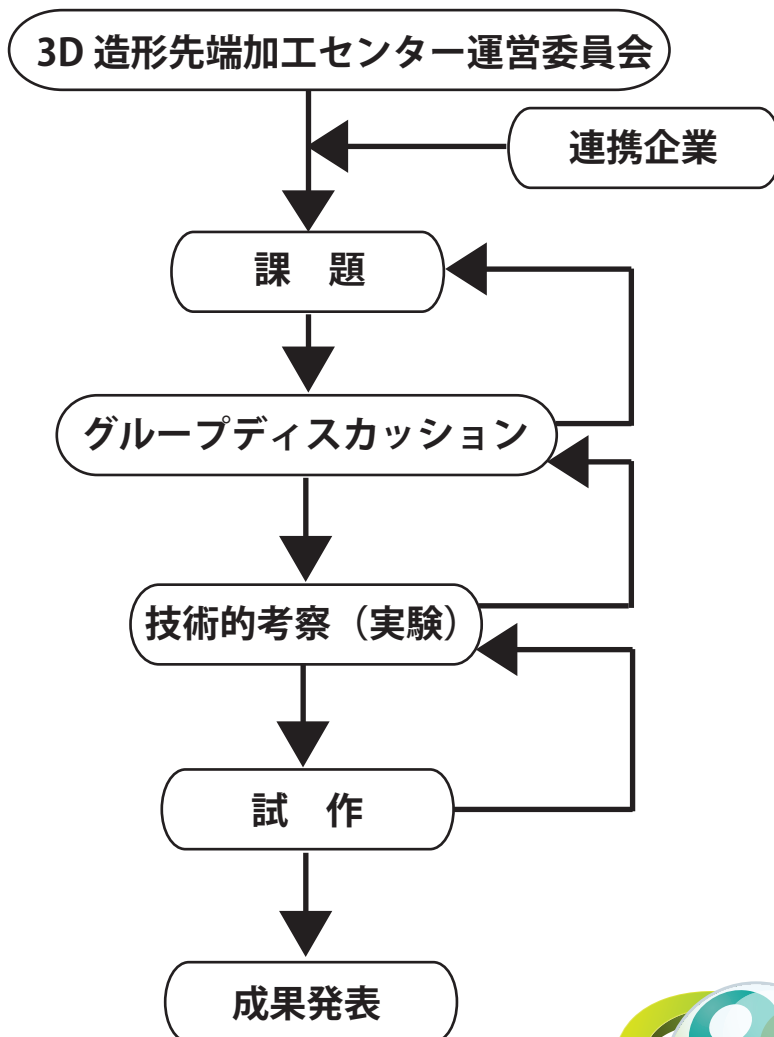 3D 造形先端加工センター運営委員会
連携企業
課　題
グループディスカッション
技術的考察（実験）
試　作
成果発表